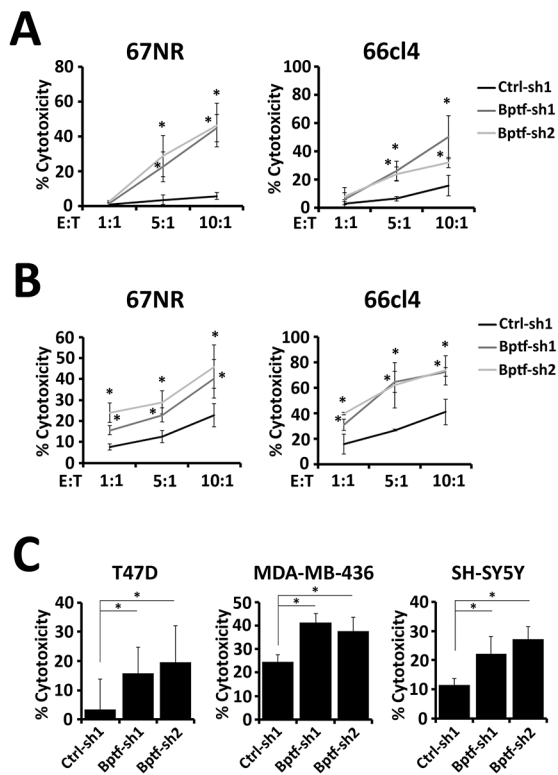 A
67NR
66cl4
% Cytotoxicity
80
60
40
20
0
E:T 1:1 5:1 10:1
*
*
*
*
% Cytotoxicity
100
80
60
40
20
0
E:T 1:1 5:1 10:1
*
*
*
*
Ctrl-sh1
Bptf-sh1
Bptf-sh2
B
67NR
66cl4
% Cytotoxicity
60
50
40
30
20
10
0
E:T 1:1 5:1 10:1
*
*
*
*
*
*
% Cytotoxicity
100
80
60
40
20
0
E:T 1:1 5:1 10:1
*
*
*
*
*
*
Ctrl-sh1
Bptf-sh1
Bptf-sh2
C
T47D
% Cytotoxicity
40
30
20
10
0
*
*
Ctrl-sh1
Bptf-sh1
Bptf-sh2
MDA-MB-436
% Cytotoxicity
50
40
30
20
10
0
*
*
Ctrl-sh1
Bptf-sh1
Bptf-sh2
SH-SY5Y
% Cytotoxicity
40
30
20
10
0
*
*
Ctrl-sh1
Bptf-sh1
Bptf-sh2